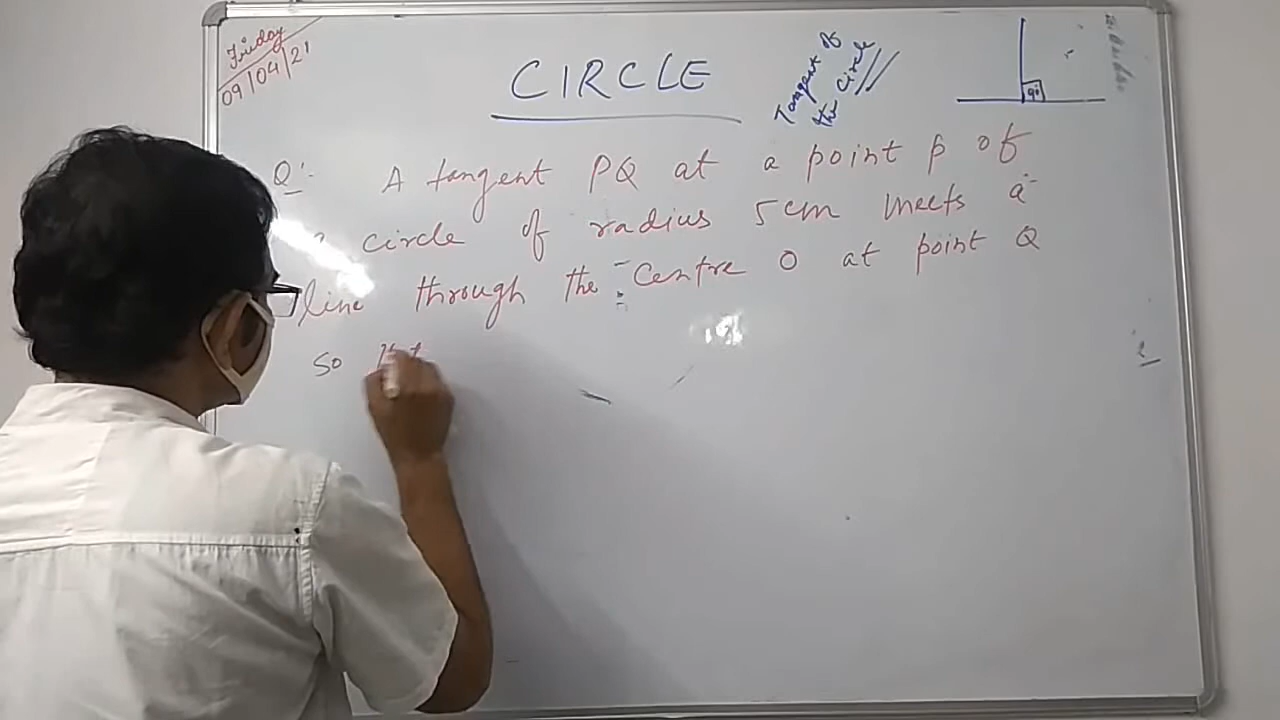 Friday
09/04/21
CIRCLE
Tangent of
the Circle
90
Q:- A tangent PQ at a point P of
circle of radius 5cm meets a
line through the centre O at point Q
so